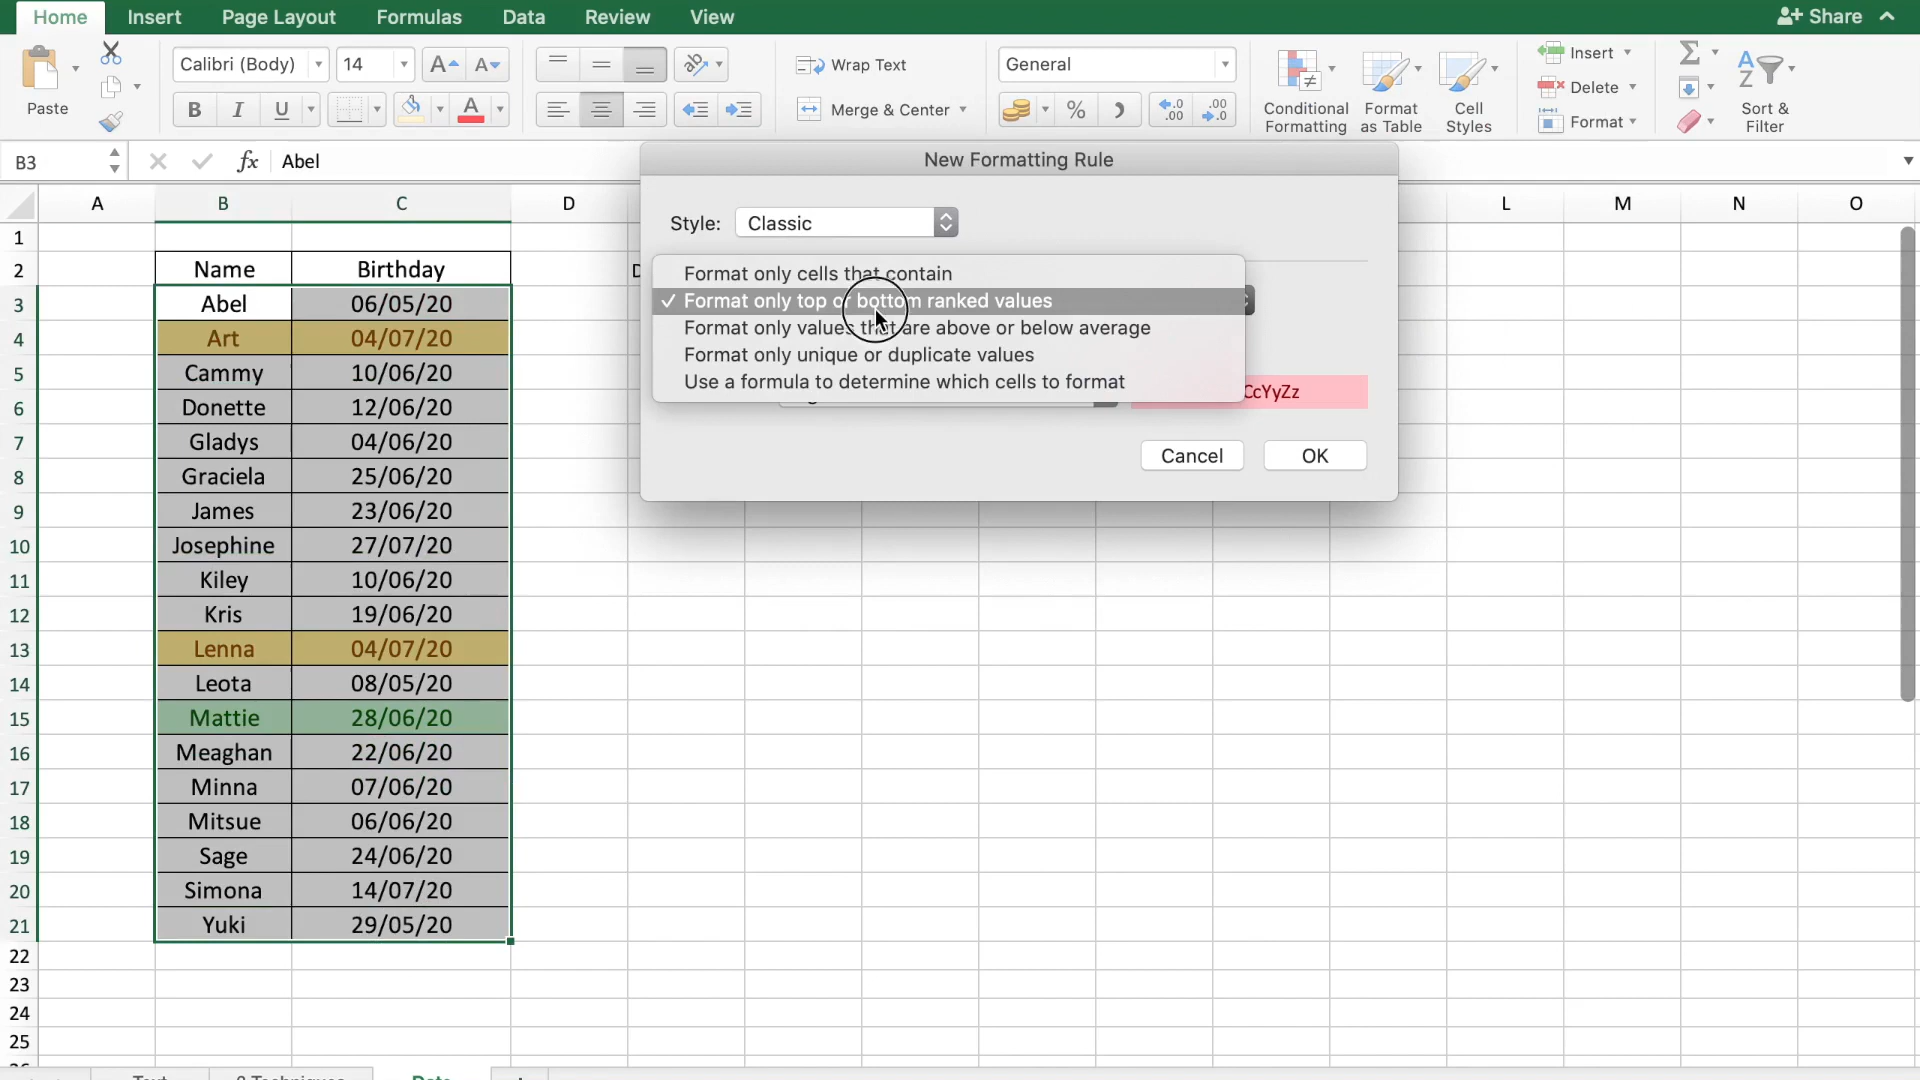 Home Insert Page Layout Formulas Data Review View Share
Paste
Calibri (Body) 14
B I U
Wrap Text
Merge & Center
General
Conditional Formatting
Format as Table
Cell Styles
Insert
Delete
Format
Sort & Filter
B3 fx Abel
A B C D L M N O
New Formatting Rule
Style: Classic
Format only cells that contain
✓ Format only top or bottom ranked values
Format only values that are above or below average
Format only unique or duplicate values
Use a formula to determine which cells to format
CcYyZz
Cancel OK
1
2 Name Birthday
3 Abel 06/05/20
4 Art 04/07/20
5 Cammy 10/06/20
6 Donette 12/06/20
7 Gladys 04/06/20
8 Graciela 25/06/20
9 James 23/06/20
10 Josephine 27/07/20
11 Kiley 10/06/20
12 Kris 19/06/20
13 Lenna 04/07/20
14 Leota 08/05/20
15 Mattie 28/06/20
16 Meaghan 22/06/20
17 Minna 07/06/20
18 Mitsue 06/06/20
19 Sage 24/06/20
20 Simona 14/07/20
21 Yuki 29/05/20
22
23
24
25